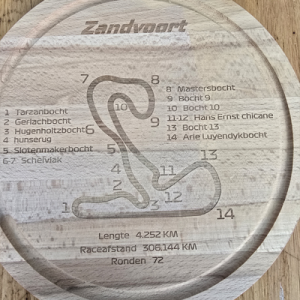 Zandvoort
7
8
10
9
6
5
4
2
3
1
12
11
13
14
1 Tarzanbocht
2 Gerlachbocht
3 Hugenholtzbocht
4 hunserug
5 Slotenmakerbocht
6-7 Scheivlak
8 Mastersbocht
9 Bocht 9
10 Bocht 10
11-12 Hans Ernst chicane
13 Bocht 13
14 Arie Luyendykbocht
Lengte 4.252 KM
Raceafstand 306.144 KM
Ronden 72